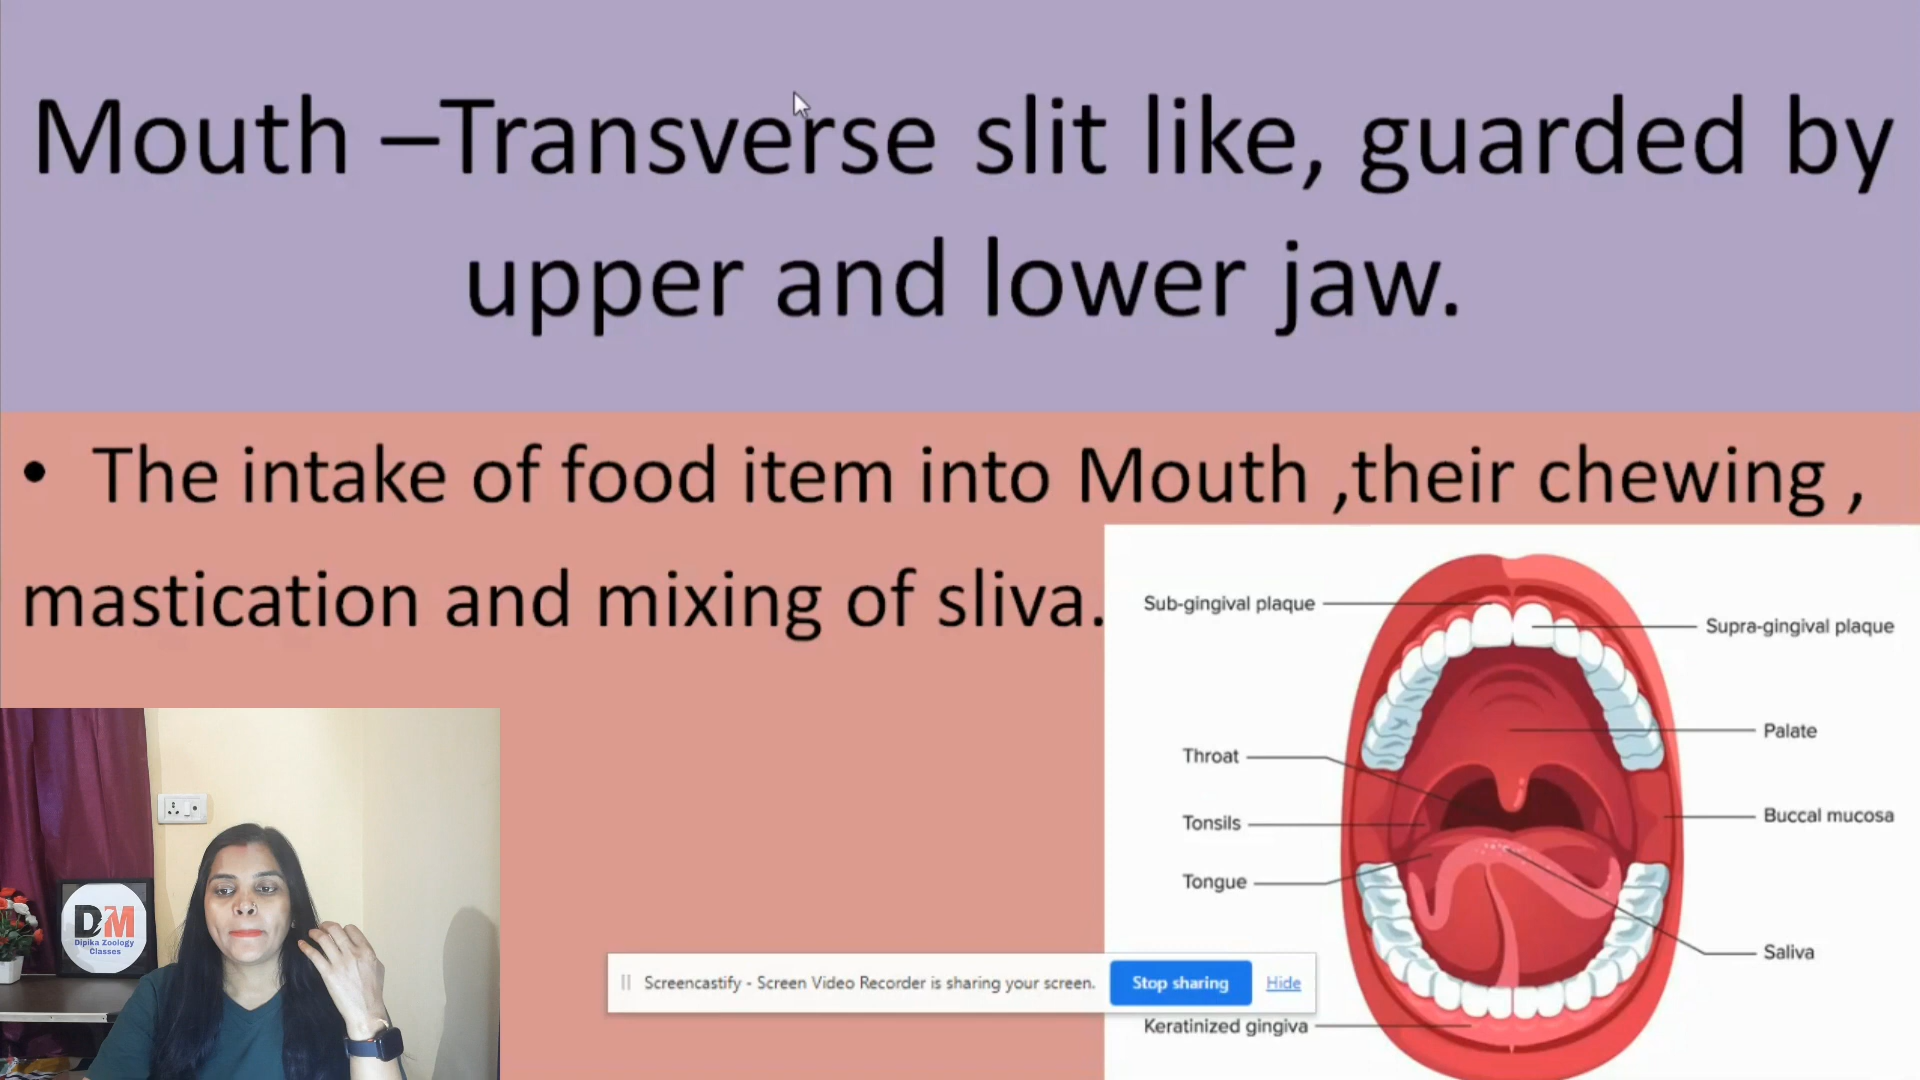 Mouth –Transverse slit like, guarded by
upper and lower jaw.
• The intake of food item into Mouth ,their chewing ,
mastication and mixing of sliva.
Sub-gingival plaque
Supra-gingival plaque
Palate
Throat
Buccal mucosa
Tonsils
Tongue
Saliva
Keratinized gingiva
DM
Dipika Zoology
Classes
Screencastify - Screen Video Recorder is sharing your screen.
Stop sharing
Hide